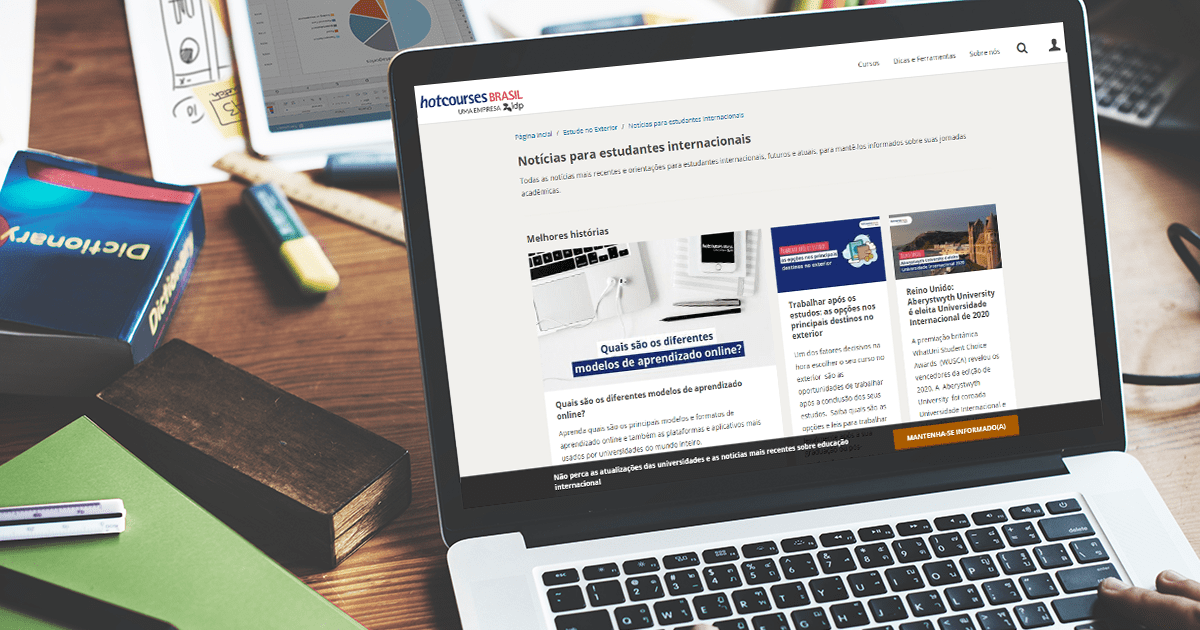 hotcourses BRASIL
UMA EMPRESA idp
Cursos
Dicas e Ferramentas
Sobre nós
Página Inicial / Estude no Exterior / Notícias para estudantes internacionais
Notícias para estudantes internacionais
Todas as notícias mais recentes e orientações para estudantes internacionais, futuros e atuais, para mantê-los informados sobre suas jornadas
acadêmicas.
Melhores histórias
Quais são os diferentes
modelos de aprendizado online?
Quais são os diferentes modelos de aprendizado
online?
Aprenda quais são os principais modelos e formatos de
aprendizado online e também as plataformas e aplicativos mais
usados por universidades do mundo inteiro.
as opções nos principais
destinos no exterior
Trabalhar após os
estudos: as opções nos
principais destinos no
exterior
Um dos fatores decisivos na
hora escolher o seu curso no
exterior são as
oportunidades de trabalhar
após a conclusão dos seus
estudos. Saiba quais são as
opções e leis para trabalhar
Aberystwyth University é eleita
Universidade Internacional 2020
Reino Unido:
Aberystwyth University
é eleita Universidade
Internacional de 2020
A premiação britânica
WhatUni Student Choice
Awards (WUSCA) revelou os
vencedores da edição de
2020. A Aberystwyth
University foi coroada
Universidade Internacional e
Não perca as atualizações das universidades e as notícias mais recentes sobre educação
internacional
MANTENHA-SE INFORMADO(A)
Dictionary
Dictionary
esc
delete
Q W E R T Y U I O P
J K L